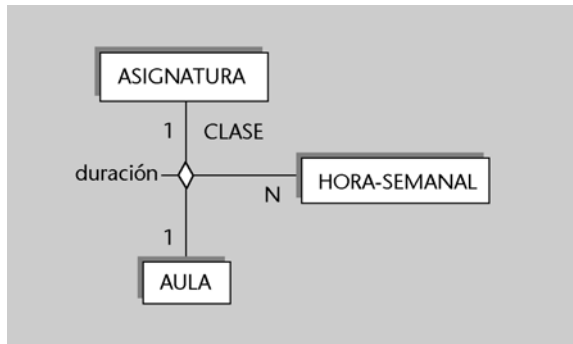 ASIGNATURA
1 CLASE
duración
HORA-SEMANAL
N
1
AULA